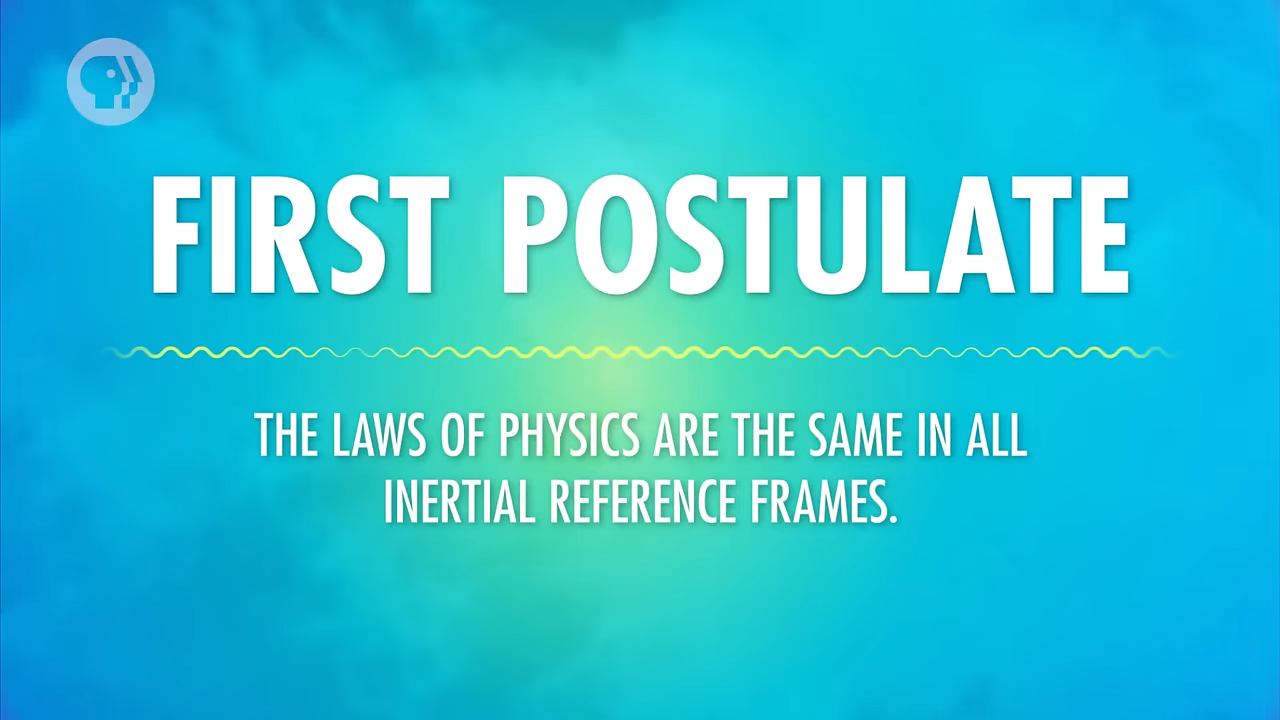 FIRST POSTULATE
THE LAWS OF PHYSICS ARE THE SAME IN ALL
INERTIAL REFERENCE FRAMES.